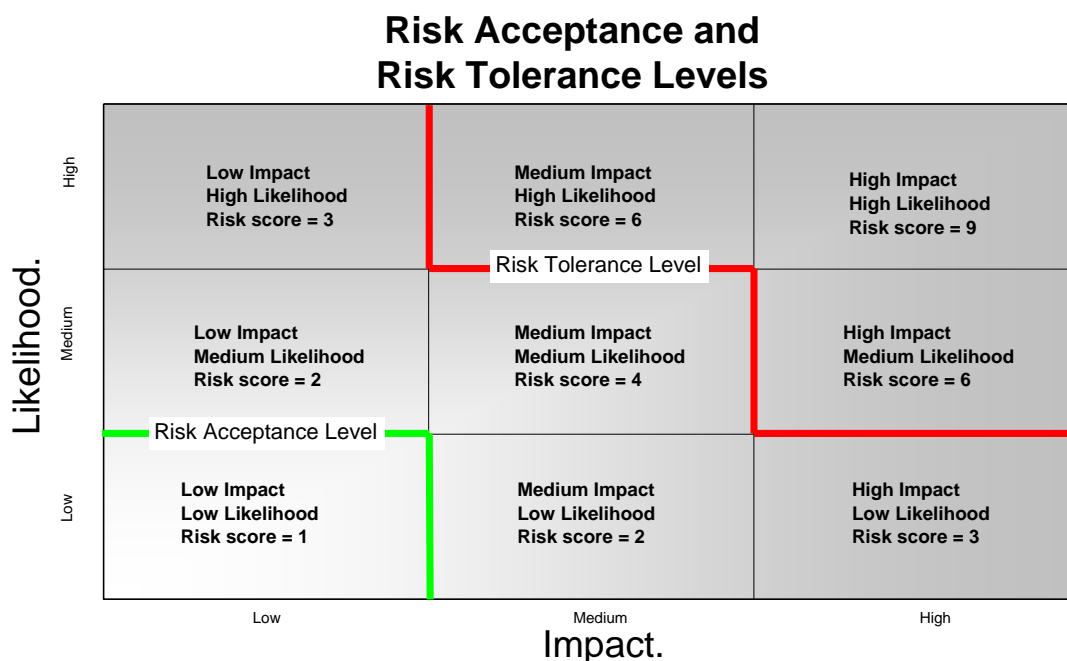 Risk Acceptance and
Risk Tolerance Levels
Likelihood.
High
Low Impact
High Likelihood
Risk score = 3
Medium Impact
High Likelihood
Risk score = 6
High Impact
High Likelihood
Risk score = 9
Risk Tolerance Level
Medium
Low Impact
Medium Likelihood
Risk score = 2
Medium Impact
Medium Likelihood
Risk score = 4
High Impact
Medium Likelihood
Risk score = 6
Risk Acceptance Level
Low
Low Impact
Low Likelihood
Risk score = 1
Medium Impact
Low Likelihood
Risk score = 2
High Impact
Low Likelihood
Risk score = 3
Low
Medium
High
Impact.